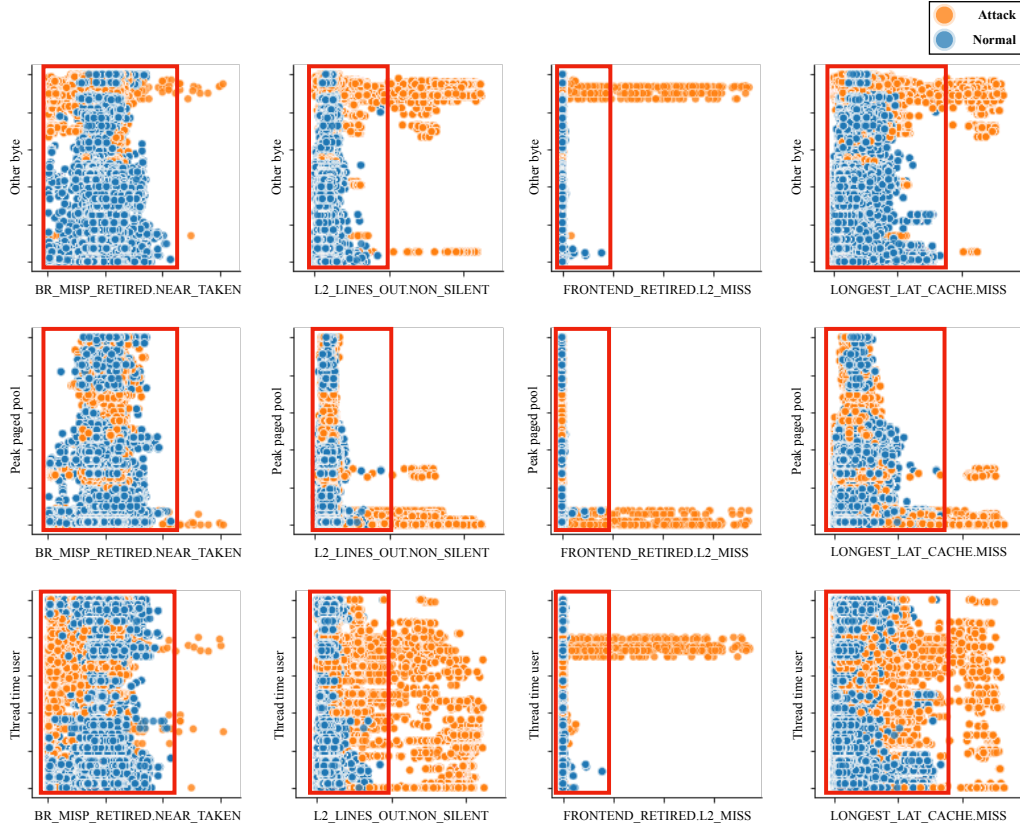 Attack
Normal
Other byte
BR_MISP_RETIRED.NEAR_TAKEN
Other byte
L2_LINES_OUT.NON_SILENT
Other byte
FRONTEND_RETIRED.L2_MISS
Other byte
LONGEST_LAT_CACHE.MISS
Peak paged pool
BR_MISP_RETIRED.NEAR_TAKEN
Peak paged pool
L2_LINES_OUT.NON_SILENT
Peak paged pool
FRONTEND_RETIRED.L2_MISS
Peak paged pool
LONGEST_LAT_CACHE.MISS
Thread time user
BR_MISP_RETIRED.NEAR_TAKEN
Thread time user
L2_LINES_OUT.NON_SILENT
Thread time user
FRONTEND_RETIRED.L2_MISS
Thread time user
LONGEST_LAT_CACHE.MISS